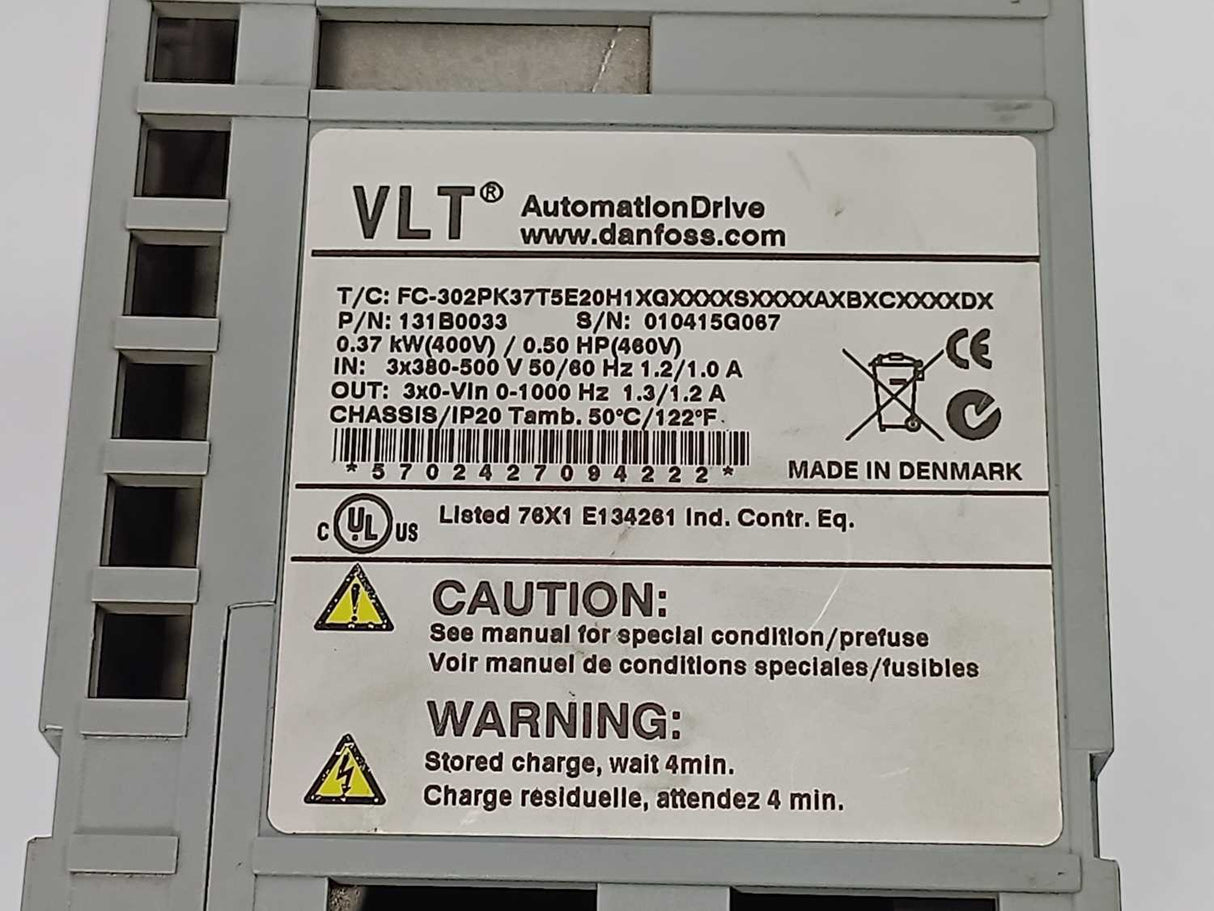 VLT® AutomationDrive
www.danfoss.com
T/C: FC-302PK37T5E20H1XGXXXXSXXXXAXBXCXXXXDX
P/N: 131B0033 S/N: 010415G067
0.37 kW(400V) / 0.50 HP(460V)
IN: 3x380-500 V 50/60 Hz 1.2/1.0 A
OUT: 3x0-Vin 0-1000 Hz 1.3/1.2 A
CHASSIS/IP20 Tamb. 50°C/122°F
*5702427094222*
CE
MADE IN DENMARK
C UL US Listed 76X1 E134261 Ind. Contr. Eq.
CAUTION:
See manual for special condition/prefuse
Voir manuel de conditions speciales/fusibles
WARNING:
Stored charge, wait 4min.
Charge residuelle, attendez 4 min.